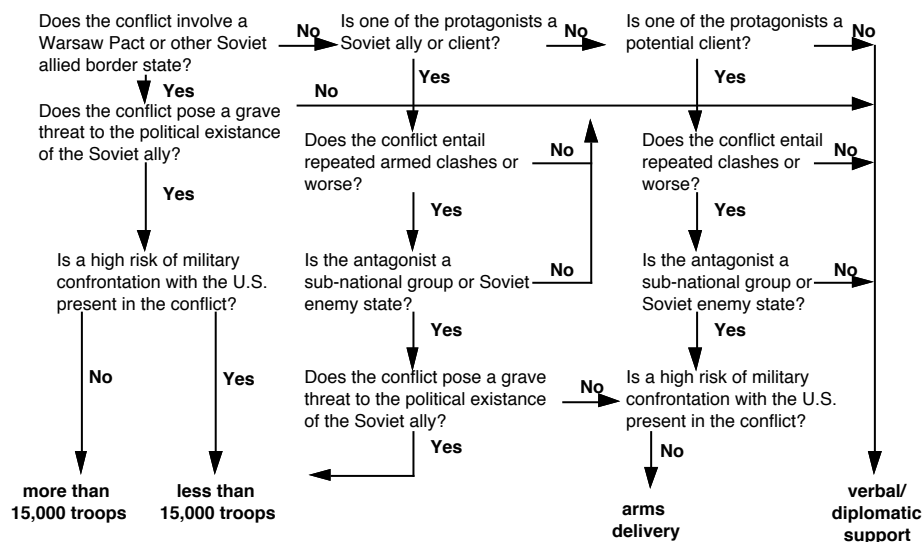 Does the conflict involve a
Warsaw Pact or other Soviet
allied border state?
No
Is one of the protagonists a
Soviet ally or client?
No
Is one of the protagonists a
potential client?
No
Yes
Yes
Yes
Does the conflict pose a grave
threat to the political existance
of the Soviet ally?
No
Does the conflict entail
repeated armed clashes or
worse?
No
Does the conflict entail
repeated clashes or
worse?
No
Yes
Yes
Yes
Is a high risk of military
confrontation with the U.S.
present in the conflict?
Is the antagonist a
sub-national group or Soviet
enemy state?
No
Is the antagonist a
sub-national group or
Soviet enemy state?
No
Yes
Yes
No
Yes
Does the conflict pose a grave
threat to the political existance
of the Soviet ally?
No
Is a high risk of military
confrontation with the U.S.
present in the conflict?
Yes
No
more than
15,000 troops
less than
15,000 troops
arms
delivery
verbal/
diplomatic
support